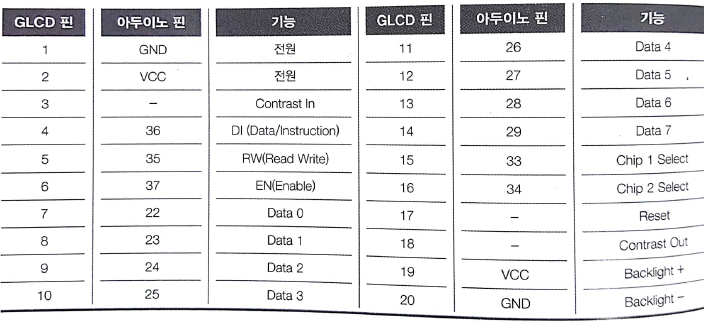 GLCD 핀 아두이노 핀 기능 GLCD 핀 아두이노 핀 기능
1 GND 전원 11 26 Data 4
2 VCC 전원 12 27 Data 5
3 – Contrast In 13 28 Data 6
4 36 DI (Data/Instruction) 14 29 Data 7
5 35 RW(Read Write) 15 33 Chip 1 Select
6 37 EN(Enable) 16 34 Chip 2 Select
7 22 Data 0 17 – Reset
8 23 Data 1 18 – Contrast Out
9 24 Data 2 19 VCC Backlight +
10 25 Data 3 20 GND Backlight –